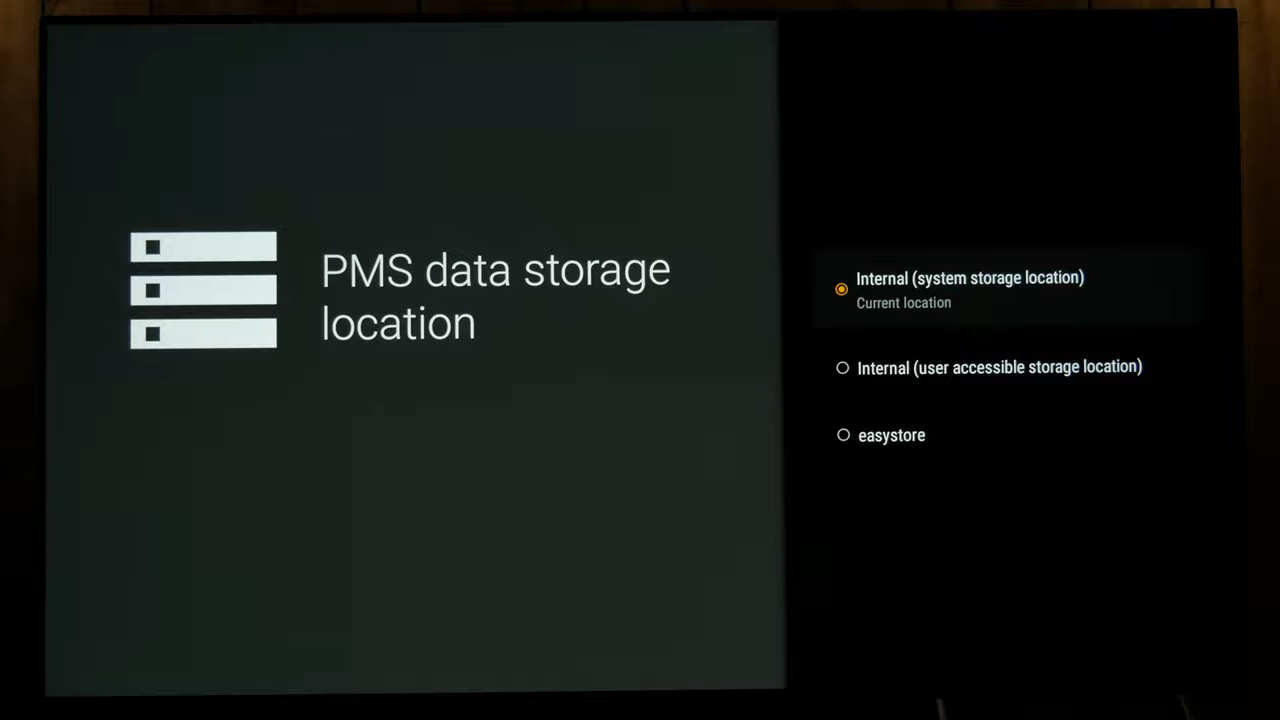 PMS data storage
location
Internal (system storage location)
Current location
Internal (user accessible storage location)
easystore